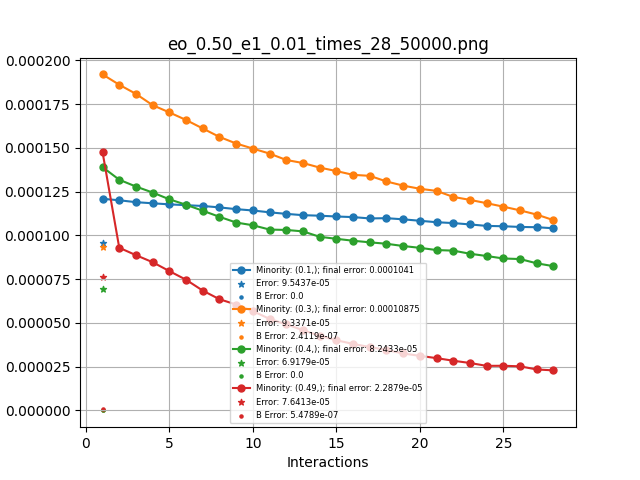 eo_0.50_e1_0.01_times_28_50000.png
0.000200
0.000175
0.000150
0.000125
0.000100
0.000075
0.000050
0.000025
0.000000
Minority: (0.1,); final error: 0.0001041
Error: 9.5437e-05
B Error: 0.0
Minority: (0.3,); final error: 0.00010875
Error: 9.3371e-05
B Error: 2.4119e-07
Minority: (0.4,); final error: 8.2433e-05
Error: 6.9179e-05
B Error: 0.0
Minority: (0.49,); final error: 2.2879e-05
Error: 7.6413e-05
B Error: 5.4789e-07
0 5 10 15 20 25
Interactions